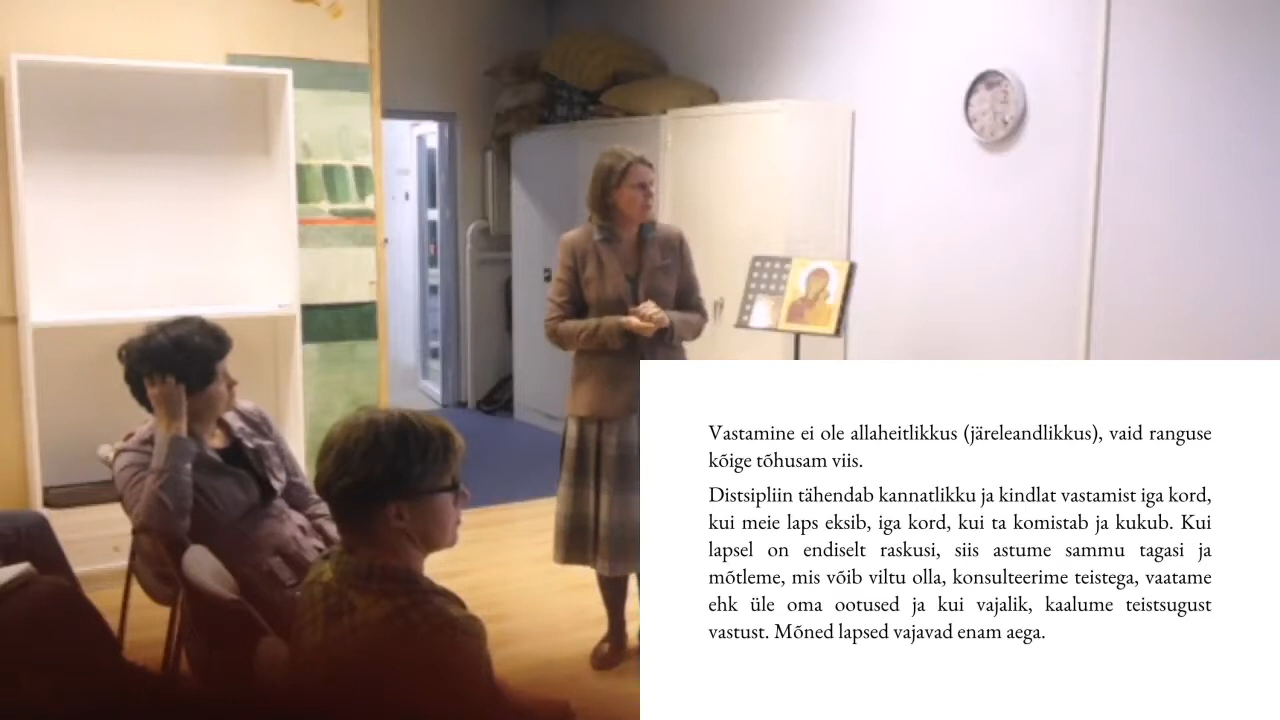 Vastamine ei ole allaheitlikkus (järeleandlikkus), vaid ranguse
kõige tõhusam viis.
Distsipliin tähendab kannatlikku ja kindlat vastamist iga kord,
kui meie laps eksib, iga kord, kui ta komistab ja kukub. Kui
lapsel on endiselt raskusi, siis astume sammu tagasi ja
mõtleme, mis võib viltu olla, konsulteerime teistega, vaatame
ehk üle oma ootused ja kui vajalik, kaalume teistsugust
vastust. Mõned lapsed vajavad enam aega.